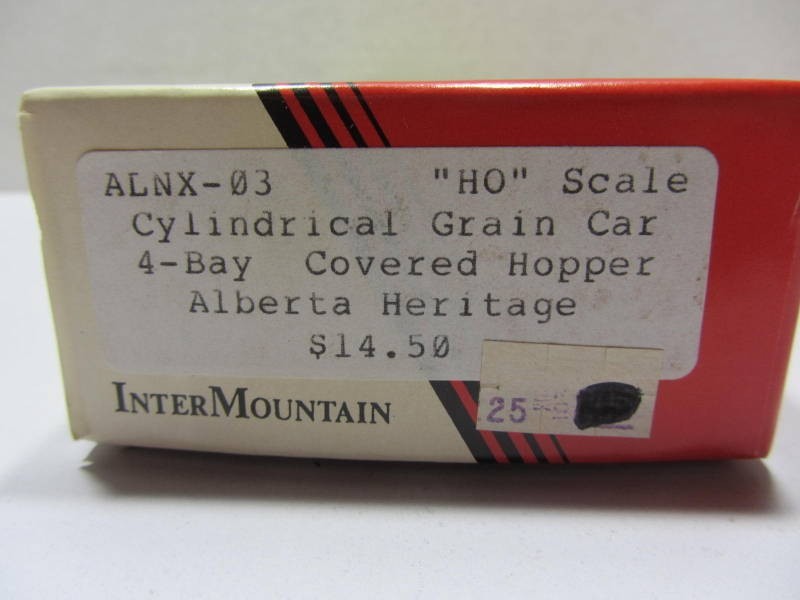 ALNX-03 "HO" Scale
Cylindrical Grain Car
4-Bay Covered Hopper
Alberta Heritage
$14.50
INTERMOUNTAIN
25